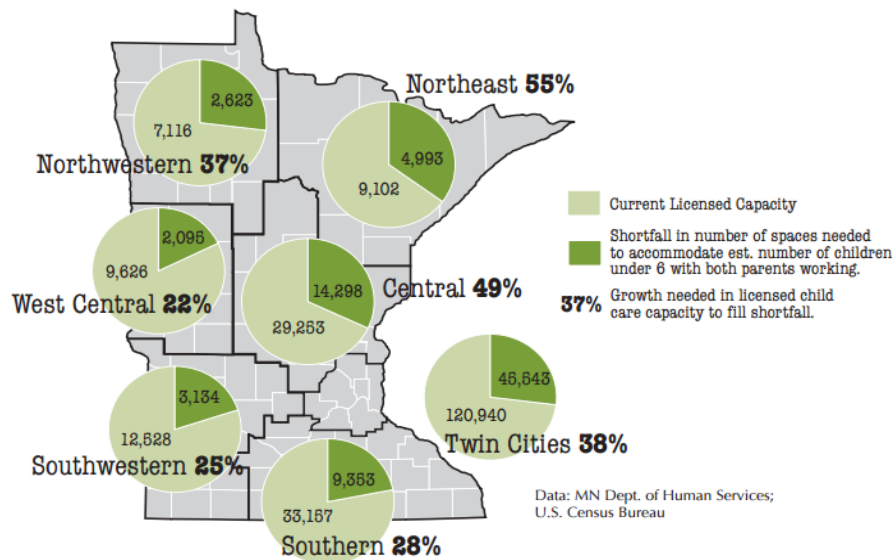 Northeast 55%
2,623
7,116
4,993
Northwestern 37%
9,102
Current Licensed Capacity
2,095
Shortfall in number of spaces needed
to accommodate est. number of children
under 6 with both parents working.
9,626
14,298
Central 49%
West Central 22%
37% Growth needed in licensed child
care capacity to fill shortfall.
29,253
45,543
3,134
120,940
12,528
Twin Cities 38%
Southwestern 25%
9,353
Data: MN Dept. of Human Services;
U.S. Census Bureau
33,157
Southern 28%